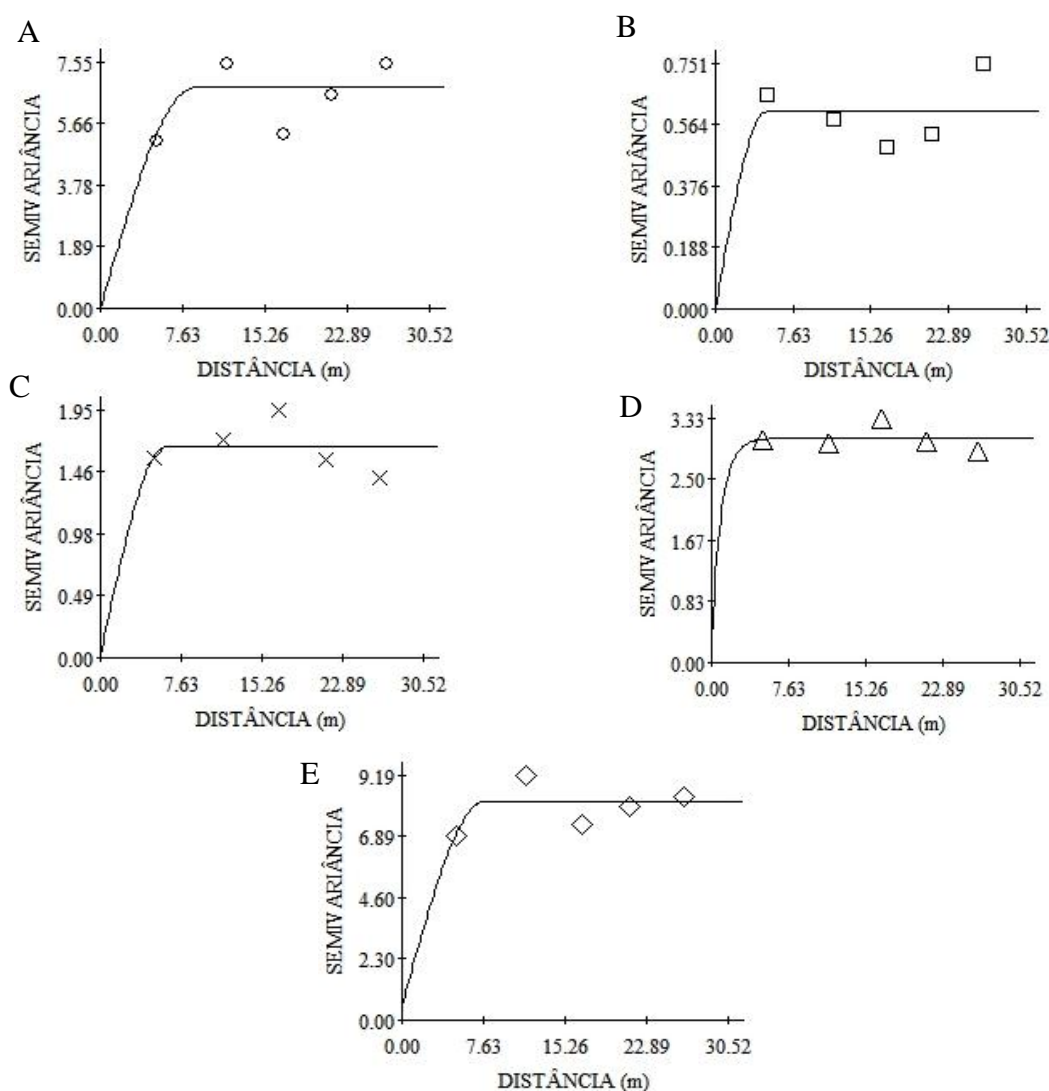 A
SEMIVARIÂNCIA
7.55
5.66
3.78
1.89
0.00
0.00 7.63 15.26 22.89 30.52
DISTÂNCIA (m)
B
SEMIVARIÂNCIA
0.751
0.564
0.376
0.188
0.000
0.00 7.63 15.26 22.89 30.52
DISTÂNCIA (m)
C
SEMIVARIÂNCIA
1.95
1.46
0.98
0.49
0.00
0.00 7.63 15.26 22.89 30.52
DISTÂNCIA (m)
D
SEMIVARIÂNCIA
3.33
2.50
1.67
0.83
0.00
0.00 7.63 15.26 22.89 30.52
DISTÂNCIA (m)
E
SEMIVARIÂNCIA
9.19
6.89
4.60
2.30
0.00
0.00 7.63 15.26 22.89 30.52
DISTÂNCIA (m)